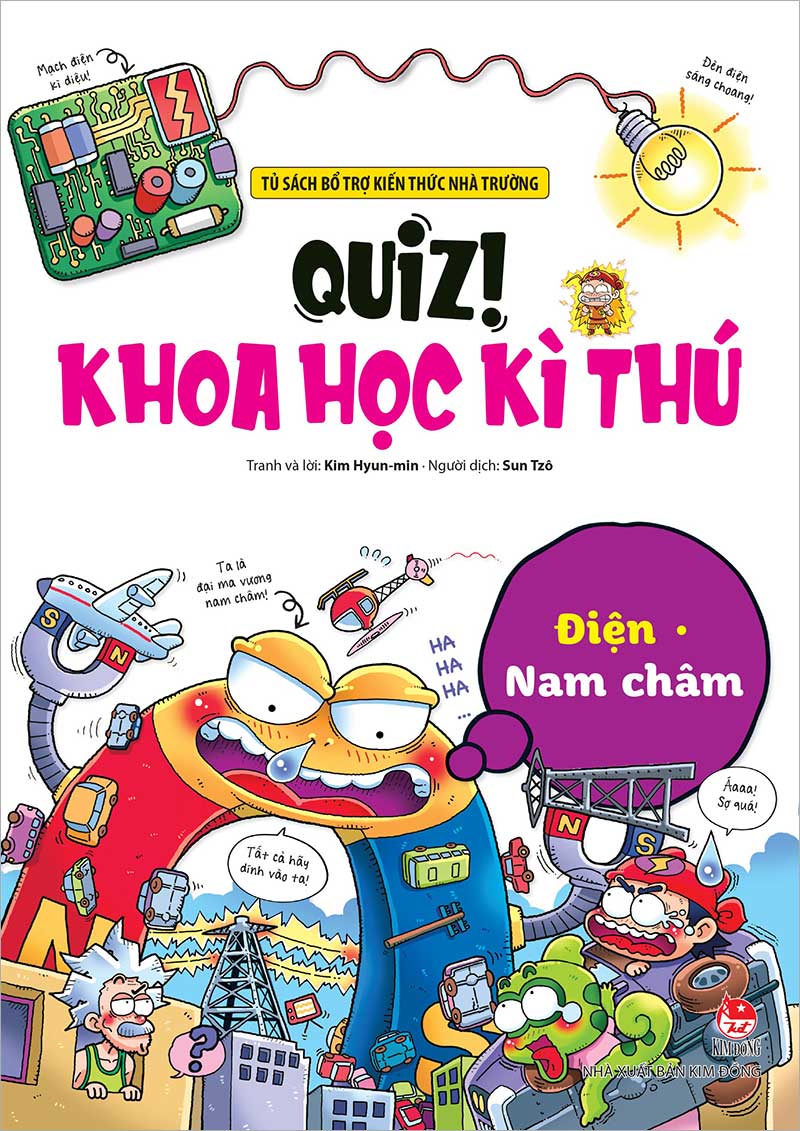 Mạch điện
kì diệu!
Đèn điện
sáng choang!
TỦ SÁCH BỔ TRỢ KIẾN THỨC NHÀ TRƯỜNG
QUIZ!
KHOA HỌC KÌ THÚ
Tranh và lời: Kim Hyun-min · Người dịch: Sun Tzô
Ta là
đại ma vương
nam châm!
HA
HA
HA
...
Điện ·
Nam châm
S
N
N
S
Áaaa!
Sợ quá!
Tất cả hãy
dính vào ta!
N
S
?
KIM ĐỒNG
NHÀ XUẤT BẢN KIM ĐỒNG